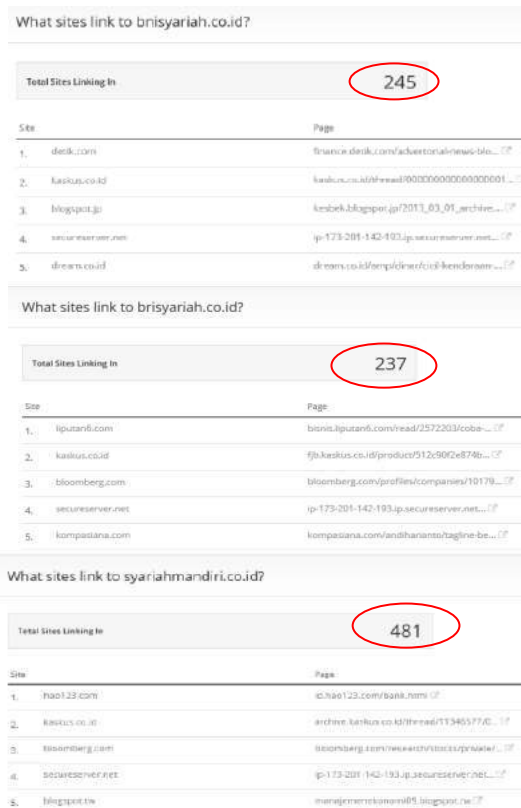 What sites link to bnisyariah.co.id?
Total Sites Linking In 245
Site Page
1. detik.com finance.detik.com/advertorial-news-blo...
2. kaskus.co.id
3. blogspot.jp kesbek.blogspot.jp/2013_03_01_archive....
4. secureserver.net ip-173-201-142-193.ip.secureserver.net...
5. dream.co.id
What sites link to brisyariah.co.id?
Total Sites Linking In 237
Site Page
1. liputan6.com bisnis.liputan6.com/read/2572203/coba-...
2. kaskus.co.id fjb.kaskus.co.id/product/512c90f2e874b...
3. bloomberg.com bloomberg.com/profiles/companies/10179...
4. secureserver.net ip-173-201-142-193.ip.secureserver.net...
5. kompasiana.com kompasiana.com/andihananto/tagline-be...
What sites link to syariahmandiri.co.id?
Total Sites Linking In 481
Site Page
1. hao123.com id.hao123.com/bank.html
2. kaskus.co.id archive.kaskus.co.id/thread/11346577/0...
3. bloomberg.com bloomberg.com/research/stocks/private/...
4. secureserver.net ip-173-201-142-193.ip.secureserver.net...
5. blogspot.tw manajemenekonomi05.blogspot.tw